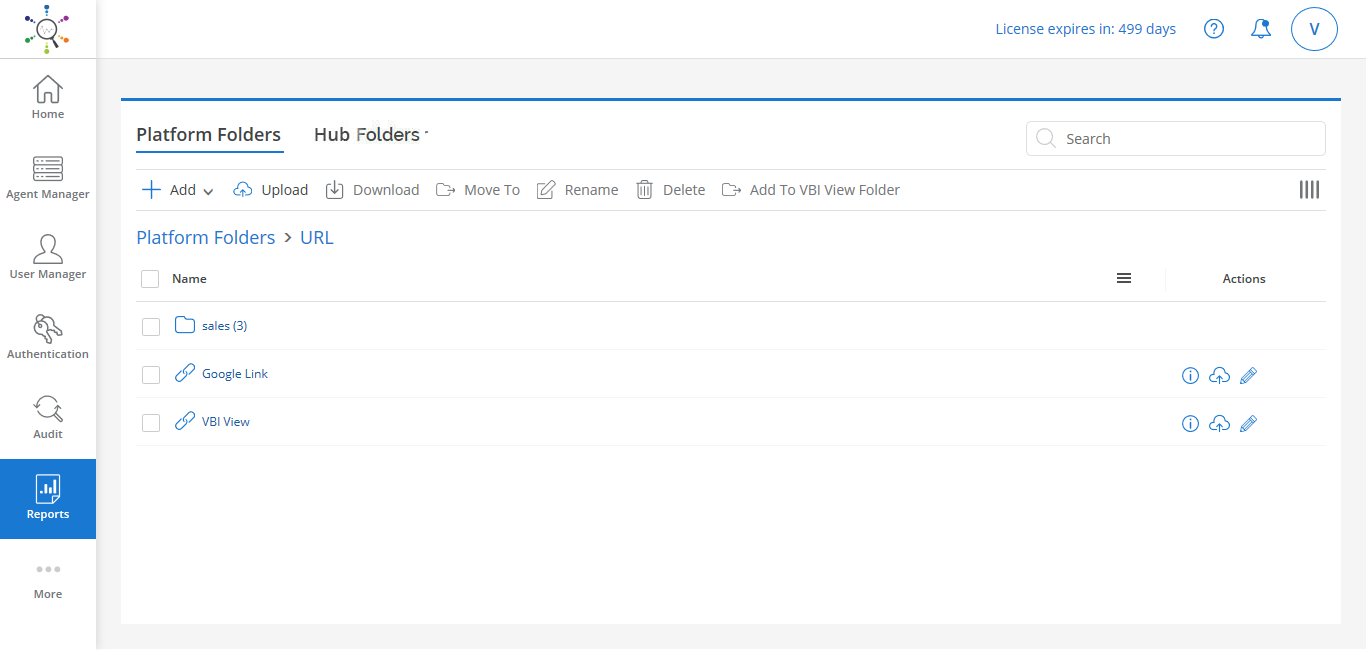 License expires in: 499 days
V
Home
Agent Manager
User Manager
Authentication
Audit
Reports
More
Platform Folders Hub Folders
Search
Add Upload Download Move To Rename Delete Add To VBI View Folder
Platform Folders > URL
Name Actions
sales (3)
Google Link
VBI View